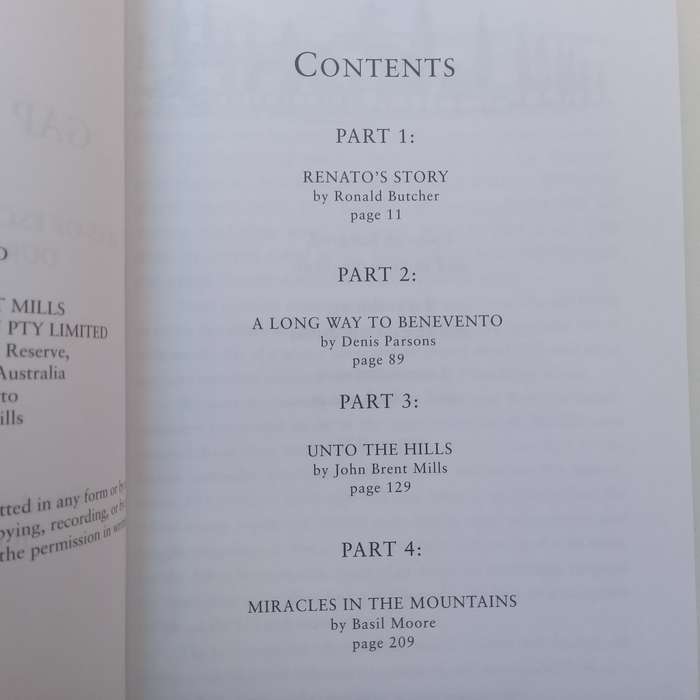 T MILLS
PTY LIMITED
Reserve,
Australia
to
ills
tted in any form or by
pying, recording, or by
the permission in
CONTENTS
PART 1:
RENATO'S STORY
by Ronald Butcher
page 11
PART 2:
A LONG WAY TO BENEVENTO
by Denis Parsons
page 89
PART 3:
UNTO THE HILLS
by John Brent Mills
page 129
PART 4:
MIRACLES IN THE MOUNTAINS
by Basil Moore
page 209